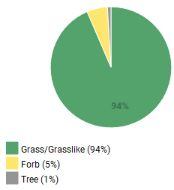 94%
Grass/Grasslike (94%)
Forb (5%)
Tree (1%)